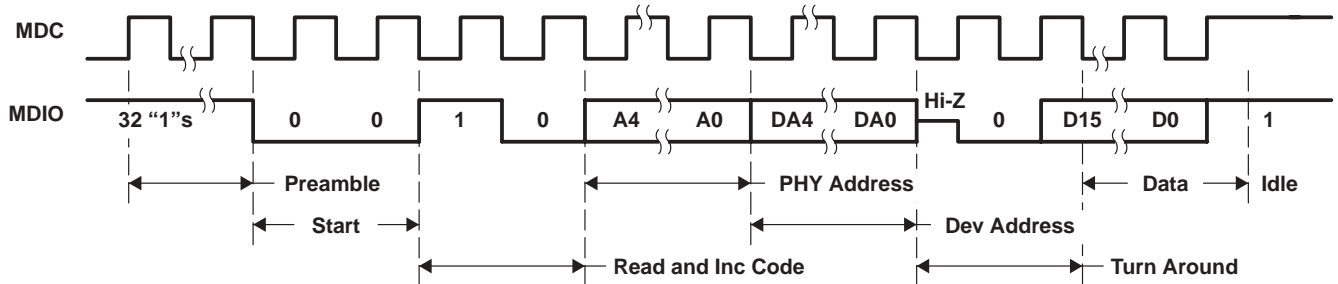 MDC
MDIO
32 “1”s 0 0 1 0 A4 A0 DA4 DA0 Hi-Z 0 D15 D0 1
Preamble PHY Address Data Idle
Start Dev Address
Read and Inc Code Turn Around